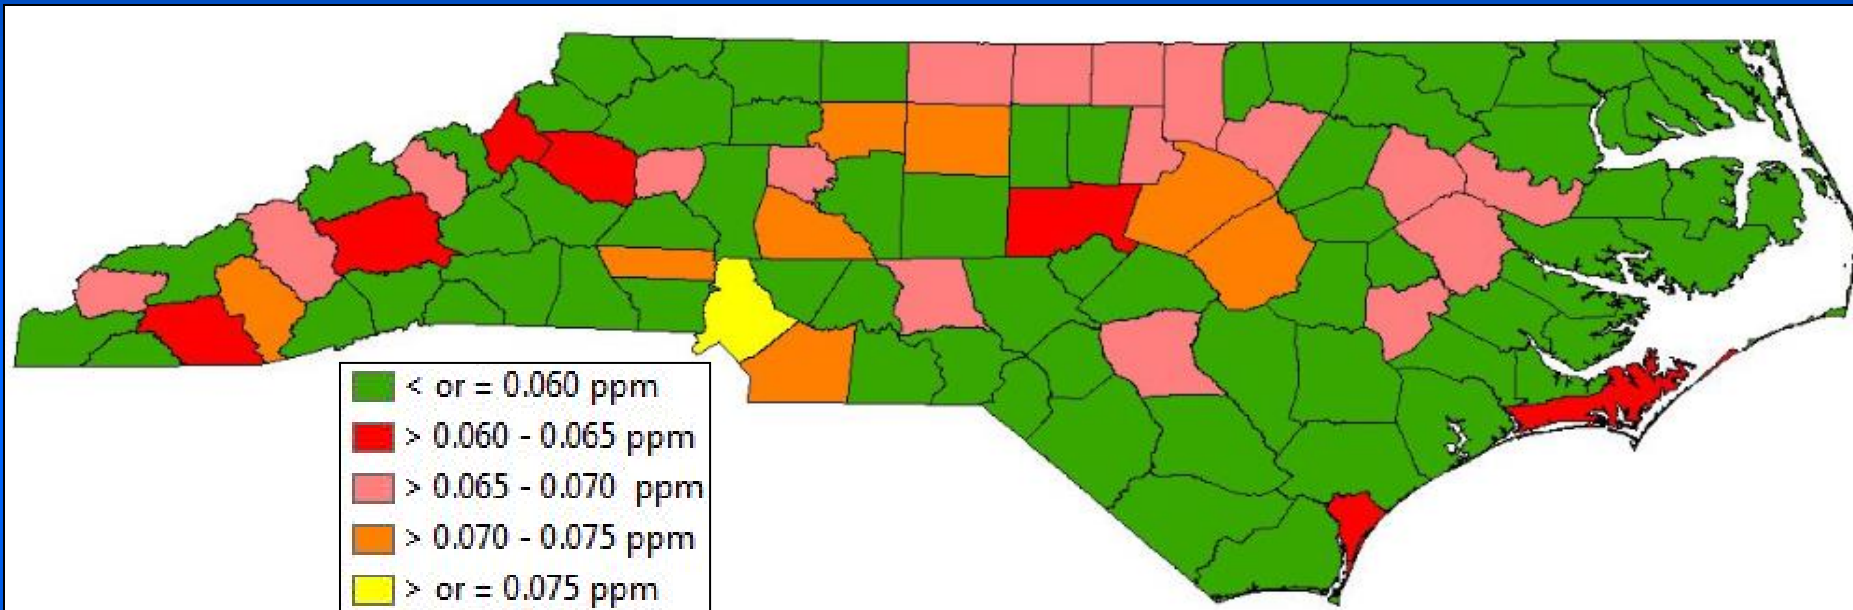 < or = 0.060 ppm
> 0.060 - 0.065 ppm
> 0.065 - 0.070 ppm
> 0.070 - 0.075 ppm
> or = 0.075 ppm